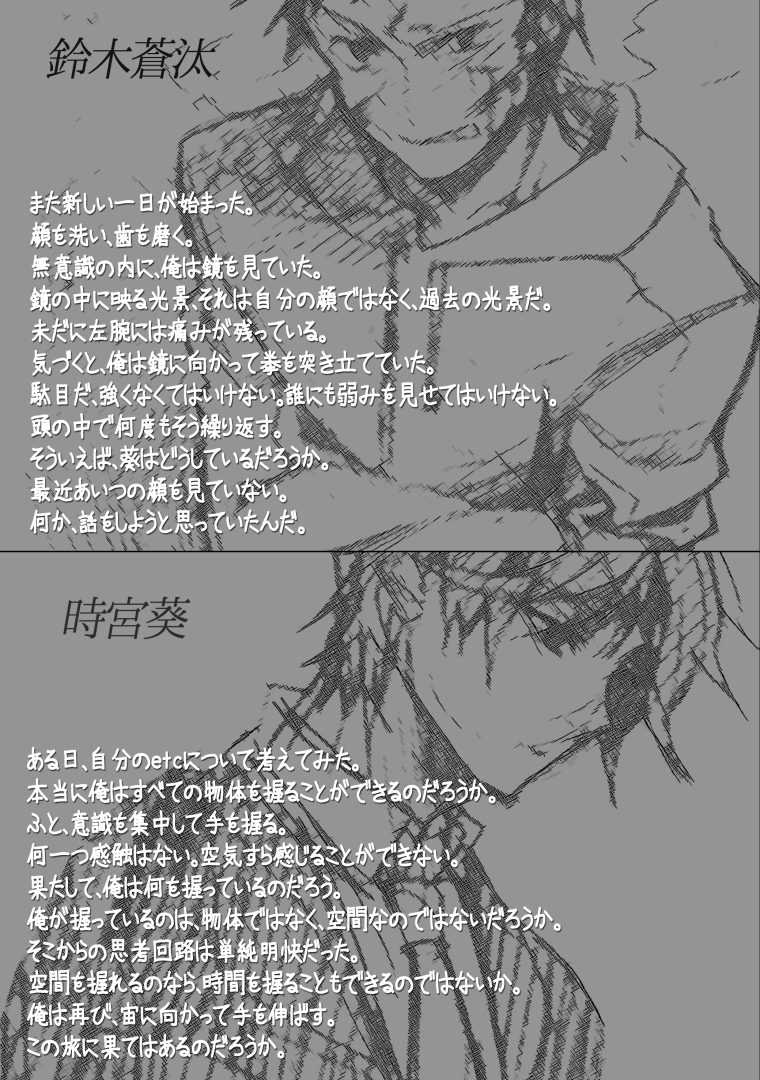 鈴木蒼汰
また新しい一日が始まった。
顔を洗い、歯を磨く。
無意識の内に、俺は鏡を見ていた。
鏡の中に映る光景、それは自分の顔ではなく、過去の光景だ。
未だに左腕には痛みが残っている。
気づくと、俺は鏡に向かって拳を突き立てていた。
駄目だ、強くなくてはいけない。誰にも弱みを見せてはいけない。
頭の中で何度もそう繰り返す。
そういえば、葵はどうしているだろうか。
最近あいつの顔を見ていない。
何か、話をしようと思っていたんだ。
時宮葵
ある日、自分のetcについて考えてみた。
本当に俺はすべての物体を握ることができるのだろうか。
ふと、意識を集中して手を握る。
何一つ感触はない。空気すら感じることができない。
果たして、俺は何を握っているのだろう。
俺が握っているのは、物体ではなく、空間なのではないだろうか。
そこからの思考回路は単純明快だった。
空間を握れるのなら、時間を握ることもできるのではないか。
俺は再び、宙に向かって手を伸ばす。
この旅に果てはあるのだろうか。